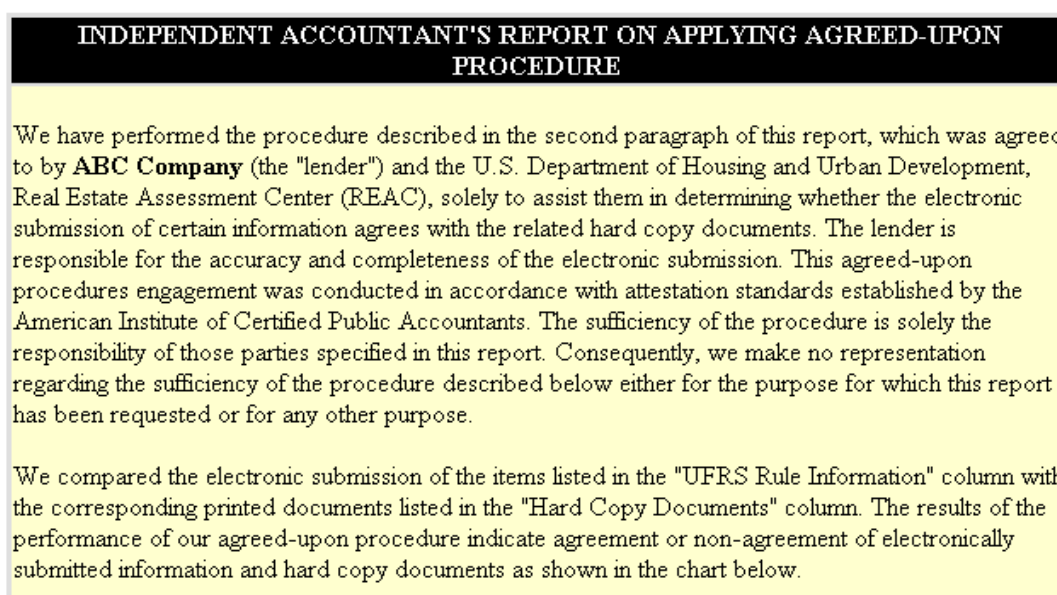 INDEPENDENT ACCOUNTANT'S REPORT ON APPLYING AGREED-UPON
PROCEDURE
We have performed the procedure described in the second paragraph of this report, which was agreed
to by ABC Company (the "lender") and the U.S. Department of Housing and Urban Development,
Real Estate Assessment Center (REAC), solely to assist them in determining whether the electronic
submission of certain information agrees with the related hard copy documents. The lender is
responsible for the accuracy and completeness of the electronic submission. This agreed-upon
procedures engagement was conducted in accordance with attestation standards established by the
American Institute of Certified Public Accountants. The sufficiency of the procedure is solely the
responsibility of those parties specified in this report. Consequently, we make no representation
regarding the sufficiency of the procedure described below either for the purpose for which this report
has been requested or for any other purpose.
We compared the electronic submission of the items listed in the "UFRS Rule Information" column with
the corresponding printed documents listed in the "Hard Copy Documents" column. The results of the
performance of our agreed-upon procedure indicate agreement or non-agreement of electronically
submitted information and hard copy documents as shown in the chart below.